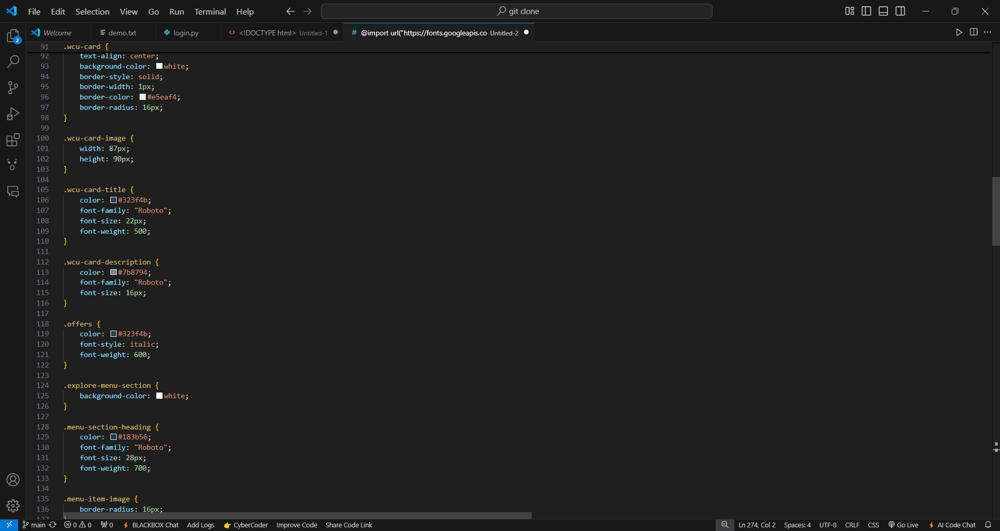 File Edit Selection View Go Run Terminal Help
git clone
Welcome
demo.txt
login.py
<!DOCTYPE html> Untitled-1
# @import url("https://fonts.googleapis.co Untitled-2
2
91 .wcu-card {
92 text-align: center;
93 background-color: white;
94 border-style: solid;
95 border-width: 1px;
96 border-color: #e5eaf4;
97 border-radius: 16px;
98 }
99
100 .wcu-card-image {
101 width: 87px;
102 height: 90px;
103 }
104
105 .wcu-card-title {
106 color: #323f4b;
107 font-family: "Roboto";
108 font-size: 22px;
109 font-weight: 500;
110 }
111
112 .wcu-card-description {
113 color: #7b8794;
114 font-family: "Roboto";
115 font-size: 16px;
116 }
117
118 .offers {
119 color: #323f4b;
120 font-style: italic;
121 font-weight: 600;
122 }
123
124 .explore-menu-section {
125 background-color: white;
126 }
127
128 .menu-section-heading {
129 color: #183b56;
130 font-family: "Roboto";
131 font-size: 28px;
132 font-weight: 700;
133 }
134
135 .menu-item-image {
136 border-radius: 16px;
137 }
main 0 0 0 BLACKBOX Chat Add Logs CyberCoder Improve Code Share Code Link Ln 274, Col 2 Spaces: 4 UTF-8 CRLF CSS Go Live AI Code Chat